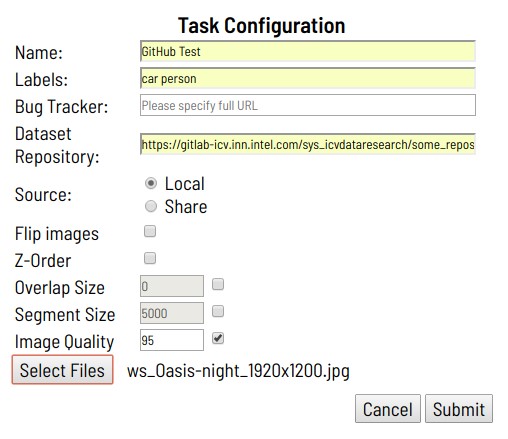 Task Configuration
Name: GitHub Test
Labels: car person
Bug Tracker: Please specify full URL
Dataset
Repository: https://gitlab-icv.inn.intel.com/sys_icvdataresearch/some_repos
Source: Local
Share
Flip images
Z-Order
Overlap Size 0
Segment Size 5000
Image Quality 95
Select Files ws_Oasis-night_1920x1200.jpg
Cancel Submit